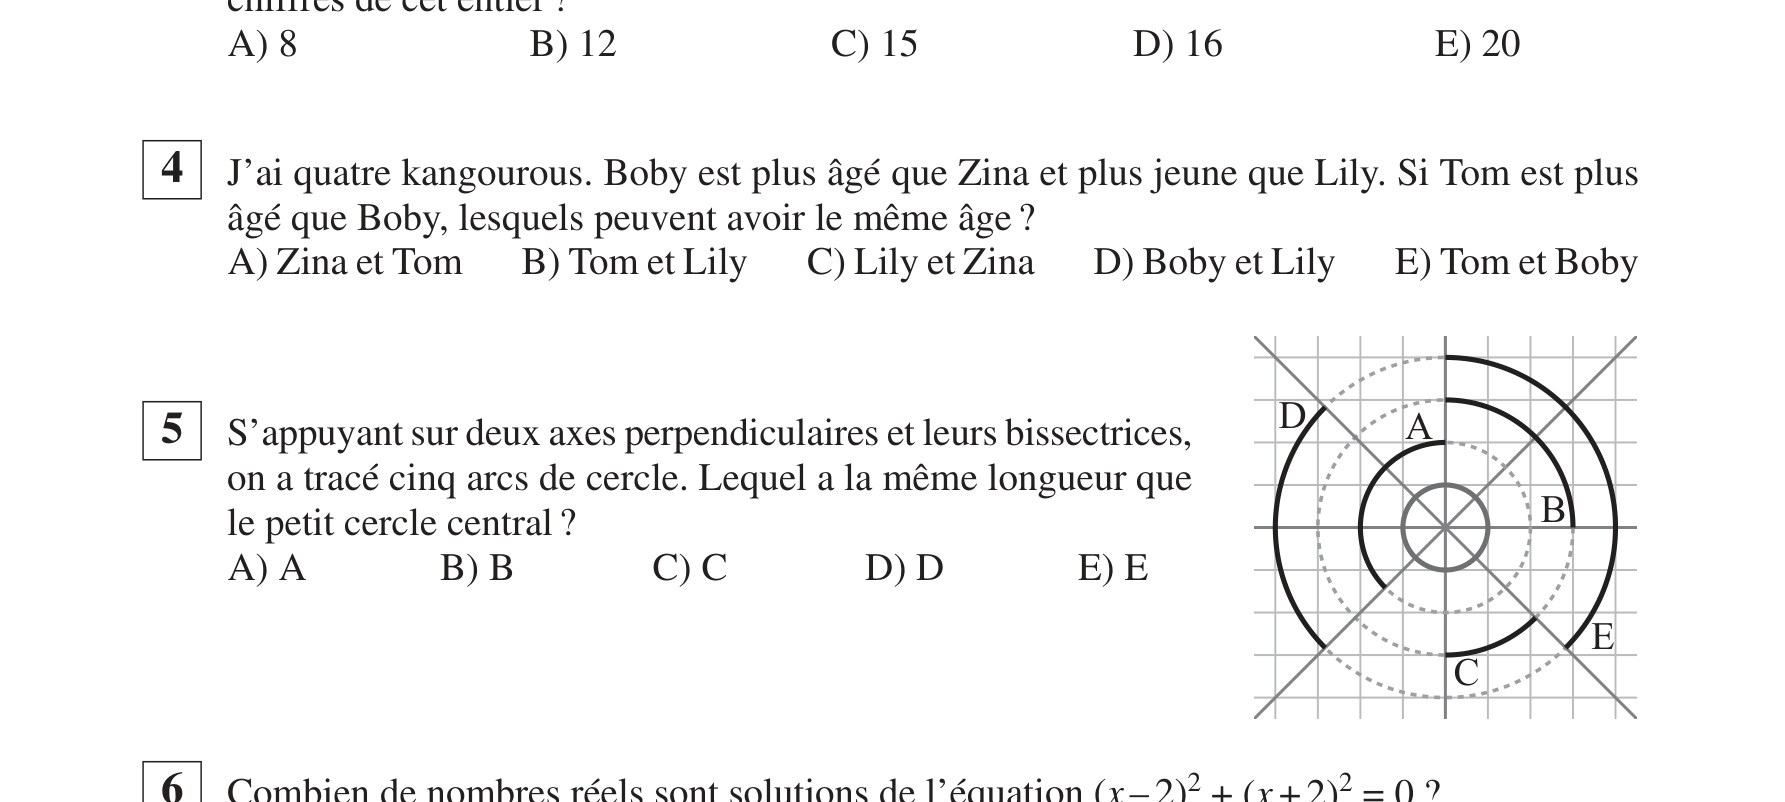 chiffres de cet entier ?
A) 8 B) 12 C) 15 D) 16 E) 20
4 J’ai quatre kangourous. Boby est plus âgé que Zina et plus jeune que Lily. Si Tom est plus
âgé que Boby, lesquels peuvent avoir le même âge ?
A) Zina et Tom B) Tom et Lily C) Lily et Zina D) Boby et Lily E) Tom et Boby
5 S’appuyant sur deux axes perpendiculaires et leurs bissectrices,
on a tracé cinq arcs de cercle. Lequel a la même longueur que
le petit cercle central ?
A) A B) B C) C D) D E) E
D
A
B
E
C
6 Combien de nombres réels sont solutions de l’équation (x−2)² + (x+2)² = 0 ?